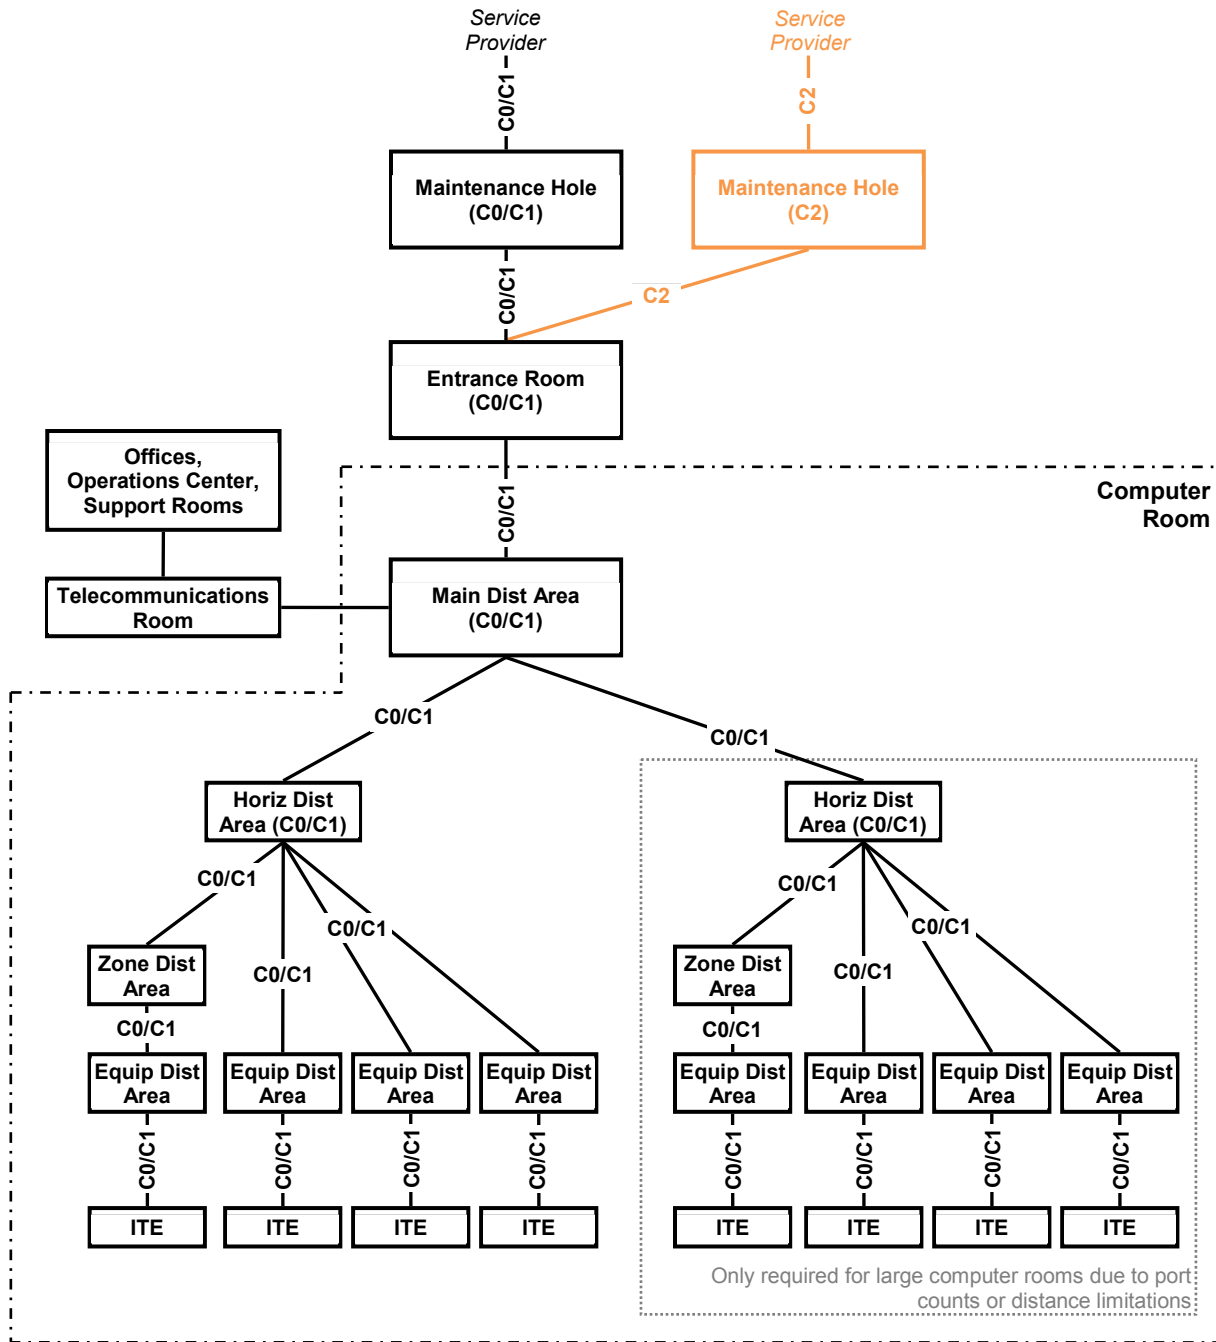 Service
Provider
Service
Provider
C0/C1
C2
Maintenance Hole
(C0/C1)
Maintenance Hole
(C2)
C0/C1
C2
Entrance Room
(C0/C1)
Offices,
Operations Center,
Support Rooms
Computer
Room
C0/C1
Telecommunications
Room
Main Dist Area
(C0/C1)
C0/C1
C0/C1
Horiz Dist
Area (C0/C1)
Horiz Dist
Area (C0/C1)
C0/C1
C0/C1
C0/C1
C0/C1
C0/C1
C0/C1
Zone Dist
Area
Zone Dist
Area
C0/C1
C0/C1
Equip Dist
Area
Equip Dist
Area
Equip Dist
Area
Equip Dist
Area
Equip Dist
Area
Equip Dist
Area
Equip Dist
Area
Equip Dist
Area
C0/C1
C0/C1
C0/C1
C0/C1
C0/C1
C0/C1
C0/C1
C0/C1
ITE
ITE
ITE
ITE
ITE
ITE
ITE
ITE
Only required for large computer rooms due to port
counts or distance limitations